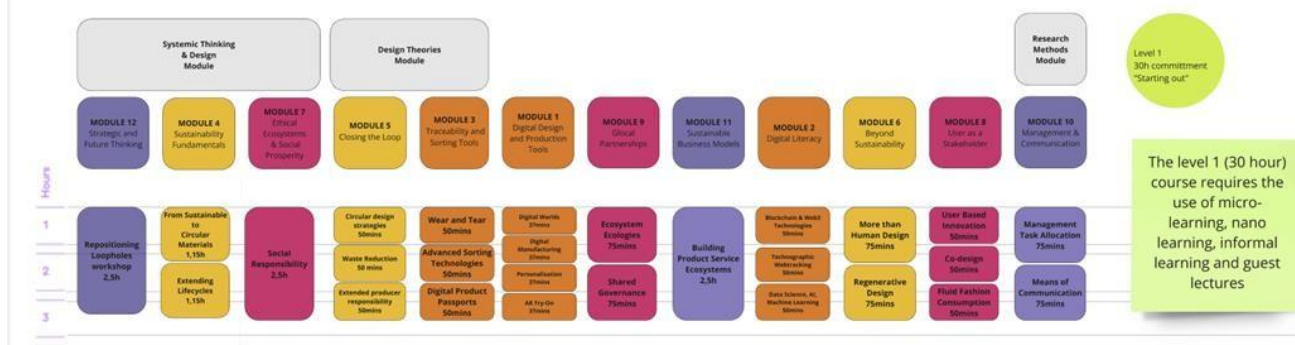 Systemic Thinking
& Design
Module
Design Theories
Module
Research
Methods
Module
Level 1
30h committment
"Starting out"
MODULE 12
Strategic and
Future Thinking
MODULE 4
Sustainability
Fundamentals
MODULE 7
Ethical
Ecosystems
& Social
Prosperity
MODULE 5
Closing the Loop
MODULE 3
Traceability and
Sorting Tools
MODULE 1
Digital Design
and Production
Tools
MODULE 9
Glocal
Partnerships
MODULE 11
Sustainable
Business Models
MODULE 2
Digital Literacy
MODULE 6
Beyond
Sustainability
MODULE 8
User as a
Stakeholder
MODULE 10
Management &
Communication
The level 1 (30 hour)
course requires the
use of micro-
learning, nano
learning, informal
learning and guest
lectures
Hours
1
2
3
Repositioning
Loopholes
workshop
2,5h
From Sustainable
to
Circular
Materials
1,15h
Extending
Lifecycles
1,15h
Social
Responsibility
2,5h
Circular design
strategies
50mins
Waste Reduction
50 mins
Extended producer
responsibility
50mins
Wear and Tear
50mins
Advanced Sorting
Technologies
50mins
Digital Product
Passports
50mins
Digital Worlds
37mins
Digital
Manufacturing
37mins
Personalisation
37mins
AR Try-On
37mins
Ecosystem
Ecologies
75mins
Shared
Governance
75mins
Building
Product Service
Ecosystems
2,5h
Blockchain & Web3
Technologies
50mins
Technographic
Webtracking
50mins
Data Science, AI,
Machine Learning
50mins
More than
Human Design
75mins
Regenerative
Design
75mins
User Based
Innovation
50mins
Co-design
50mins
Fluid Fashion
Consumption
50mins
Management
Task Allocation
75mins
Means of
Communication
75mins